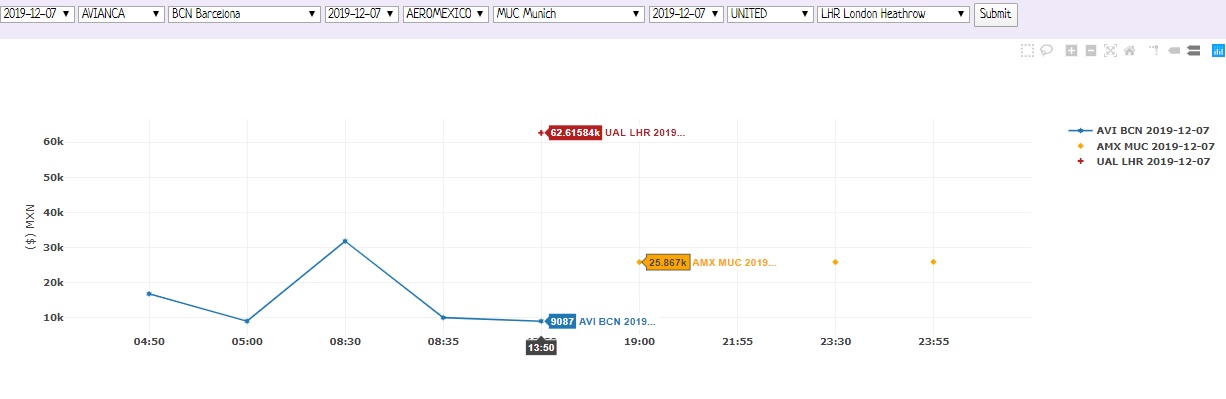 2019-12-07 AVIANCA BCN Barcelona 2019-12-07 AEROMEXICO MUC Munich 2019-12-07 UNITED LHR London Heathrow Submit
62.61584k UAL LHR 2019...
AVI BCN 2019-12-07
AMX MUC 2019-12-07
UAL LHR 2019-12-07
60k
50k
40k
30k
20k
10k
($) MXN
25.867k AMX MUC 2019...
9087 AVI BCN 2019...
04:50 05:00 08:30 08:35 19:00 21:55 23:30 23:55
13:50